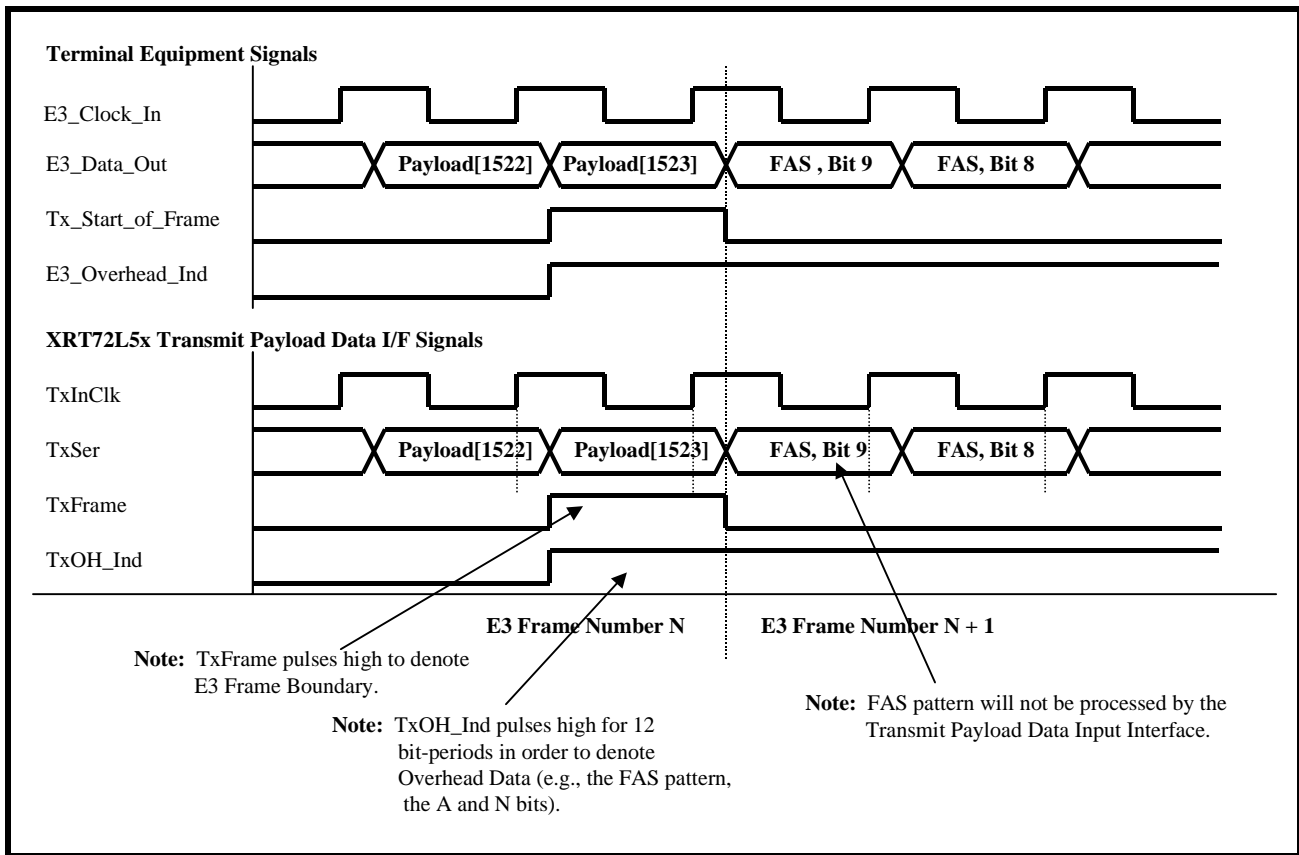 Terminal Equipment Signals
E3_Clock_In
E3_Data_Out
Payload[1522] Payload[1523] FAS , Bit 9 FAS, Bit 8
Tx_Start_of_Frame
E3_Overhead_Ind
XRT72L5x Transmit Payload Data I/F Signals
TxInClk
TxSer
Payload[1522] Payload[1523] FAS, Bit 9 FAS, Bit 8
TxFrame
TxOH_Ind
E3 Frame Number N E3 Frame Number N + 1
Note: TxFrame pulses high to denote
E3 Frame Boundary.
Note: TxOH_Ind pulses high for 12
bit-periods in order to denote
Overhead Data (e.g., the FAS pattern,
the A and N bits).
Note: FAS pattern will not be processed by the
Transmit Payload Data Input Interface.